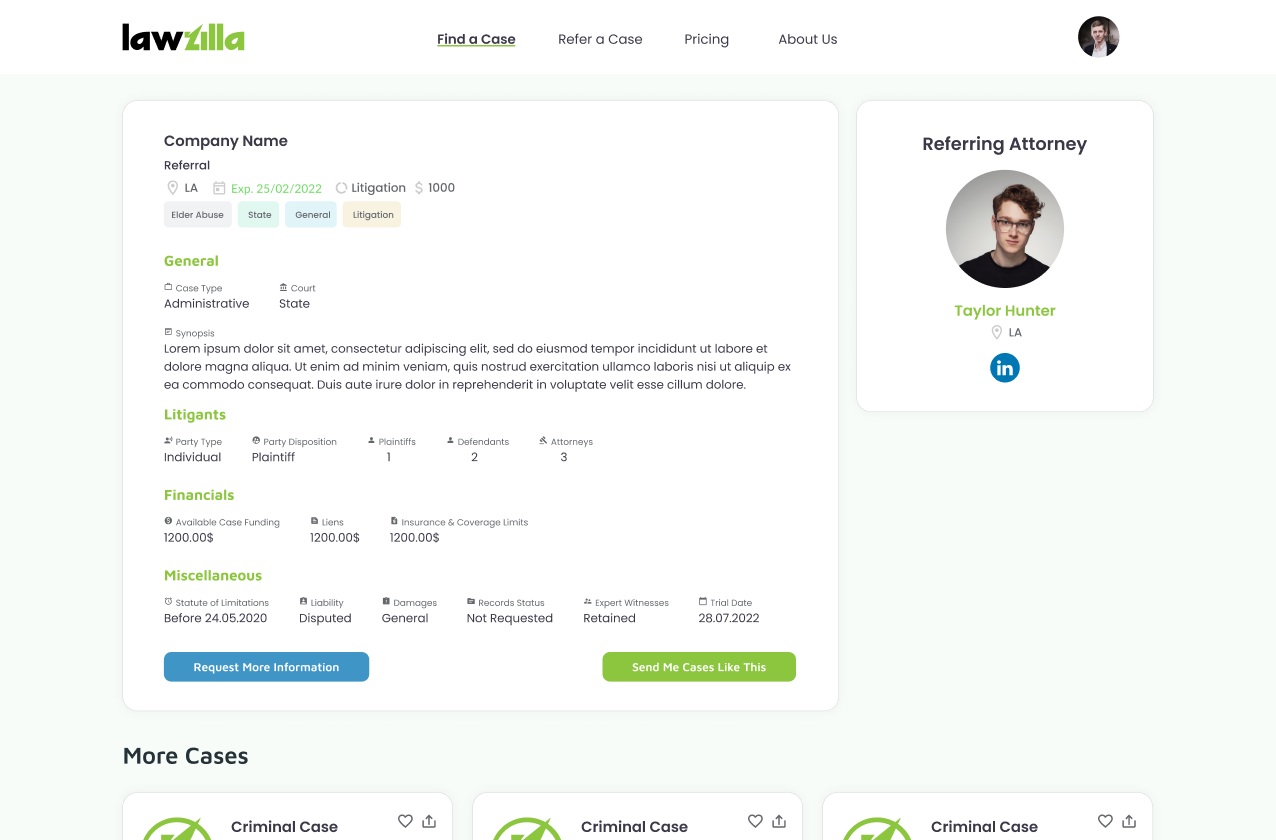 lawzilla
Find a Case
Refer a Case
Pricing
About Us
Company Name
Referral
LA
Exp. 25/02/2022
Litigation
$ 1000
Elder Abuse
State
General
Litigation
General
Case Type
Administrative
Court
State
Synopsis
Lorem ipsum dolor sit amet, consectetur adipiscing elit, sed do eiusmod tempor incididunt ut labore et
dolore magna aliqua. Ut enim ad minim veniam, quis nostrud exercitation ullamco laboris nisi ut aliquip ex
ea commodo consequat. Duis aute irure dolor in reprehenderit in voluptate velit esse cillum dolore.
Litigants
Party Type
Individual
Party Disposition
Plaintiff
Plaintiffs
1
Defendants
2
Attorneys
3
Financials
Available Case Funding
1200.00$
Liens
1200.00$
Insurance & Coverage Limits
1200.00$
Miscellaneous
Statute of Limitations
Before 24.05.2020
Liability
Disputed
Damages
General
Records Status
Not Requested
Expert Witnesses
Retained
Trial Date
28.07.2022
Request More Information
Send Me Cases Like This
Referring Attorney
Taylor Hunter
LA
in
More Cases
Criminal Case
Criminal Case
Criminal Case